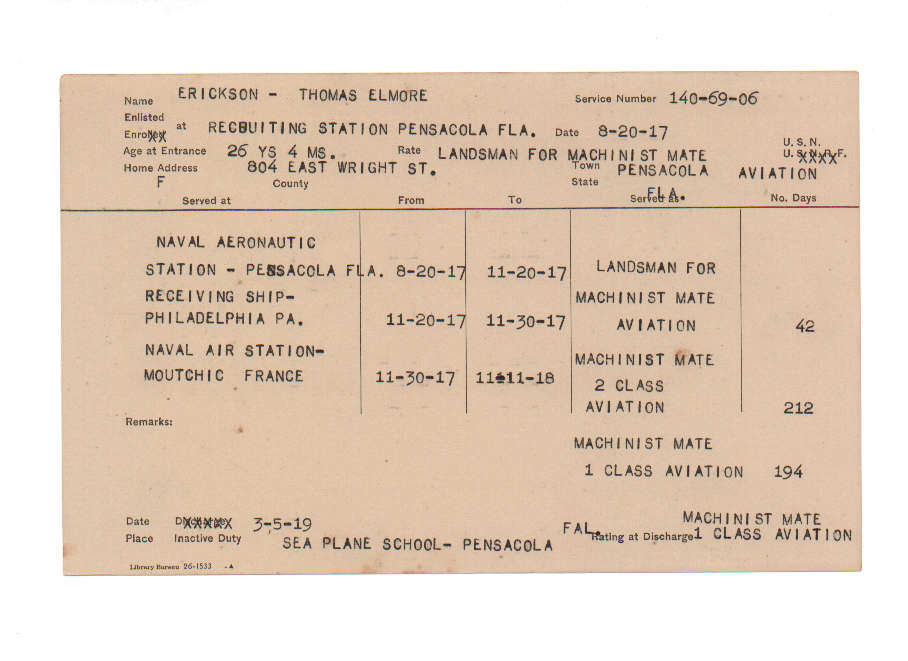 Name ERICKSON - THOMAS ELMORE Service Number 140-69-06
Enlisted
Enrolled at RECRUITING STATION PENSACOLA FLA. Date 8-20-17
U. S. N.
Age at Entrance 26 YS 4 MS. Rate LANDSMAN FOR MACHINIST MATE U. S. N. R. F.
Home Address 804 EAST WRIGHT ST. Town PENSACOLA AVIATION
F County State FLA.
Served at From To Served as. No. Days
NAVAL AERONAUTIC
STATION - PENSACOLA FLA. 8-20-17 11-20-17 LANDSMAN FOR
RECEIVING SHIP- MACHINIST MATE
PHILADELPHIA PA. 11-20-17 11-30-17 AVIATION 42
NAVAL AIR STATION- MACHINIST MATE
MOUTCHIC FRANCE 11-30-17 11-11-18 2 CLASS
AVIATION 212
Remarks:
MACHINIST MATE
1 CLASS AVIATION 194
MACHINIST MATE
Date Discharge 3-5-19
Place Inactive Duty SEA PLANE SCHOOL- PENSACOLA FAL. Rating at Discharge 1 CLASS AVIATION
Library Bureau 26-1533 -A